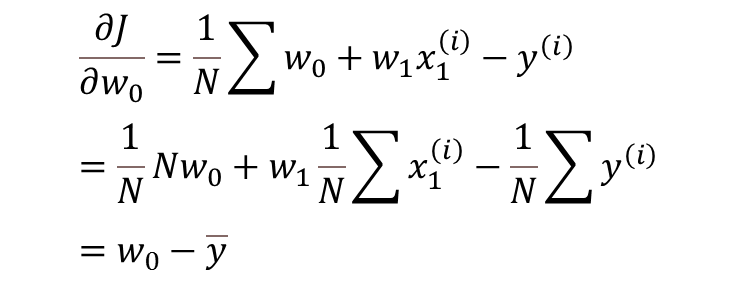 ∂J/∂w₀ = 1/N ∑ w₀ + w₁x₁⁽ⁱ⁾ − y⁽ⁱ⁾
= 1/N Nw₀ + w₁ 1/N ∑ x₁⁽ⁱ⁾ − 1/N ∑ y⁽ⁱ⁾
= w₀ − y̅